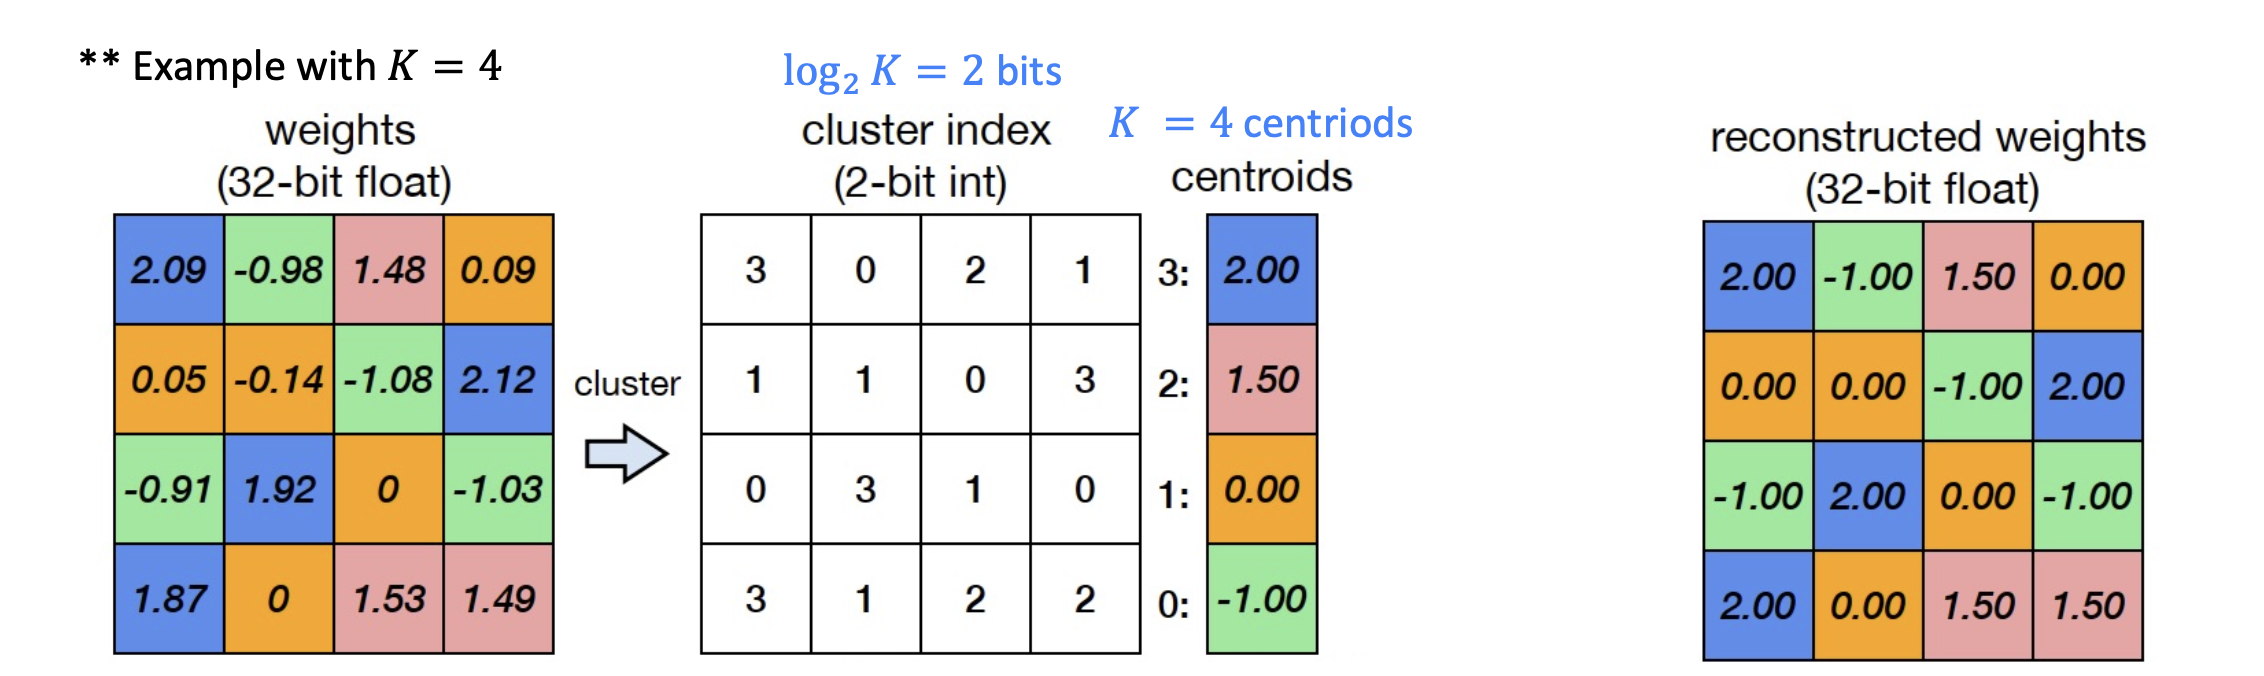 ** Example with K = 4
log₂ K = 2 bits
K = 4 centriods
weights
(32-bit float)
cluster index
(2-bit int)
centroids
reconstructed weights
(32-bit float)
2.09 -0.98 1.48 0.09
0.05 -0.14 -1.08 2.12
-0.91 1.92 0 -1.03
1.87 0 1.53 1.49
cluster
3 0 2 1
1 1 0 3
0 3 1 0
3 1 2 2
3: 2.00
2: 1.50
1: 0.00
0: -1.00
2.00 -1.00 1.50 0.00
0.00 0.00 -1.00 2.00
-1.00 2.00 0.00 -1.00
2.00 0.00 1.50 1.50